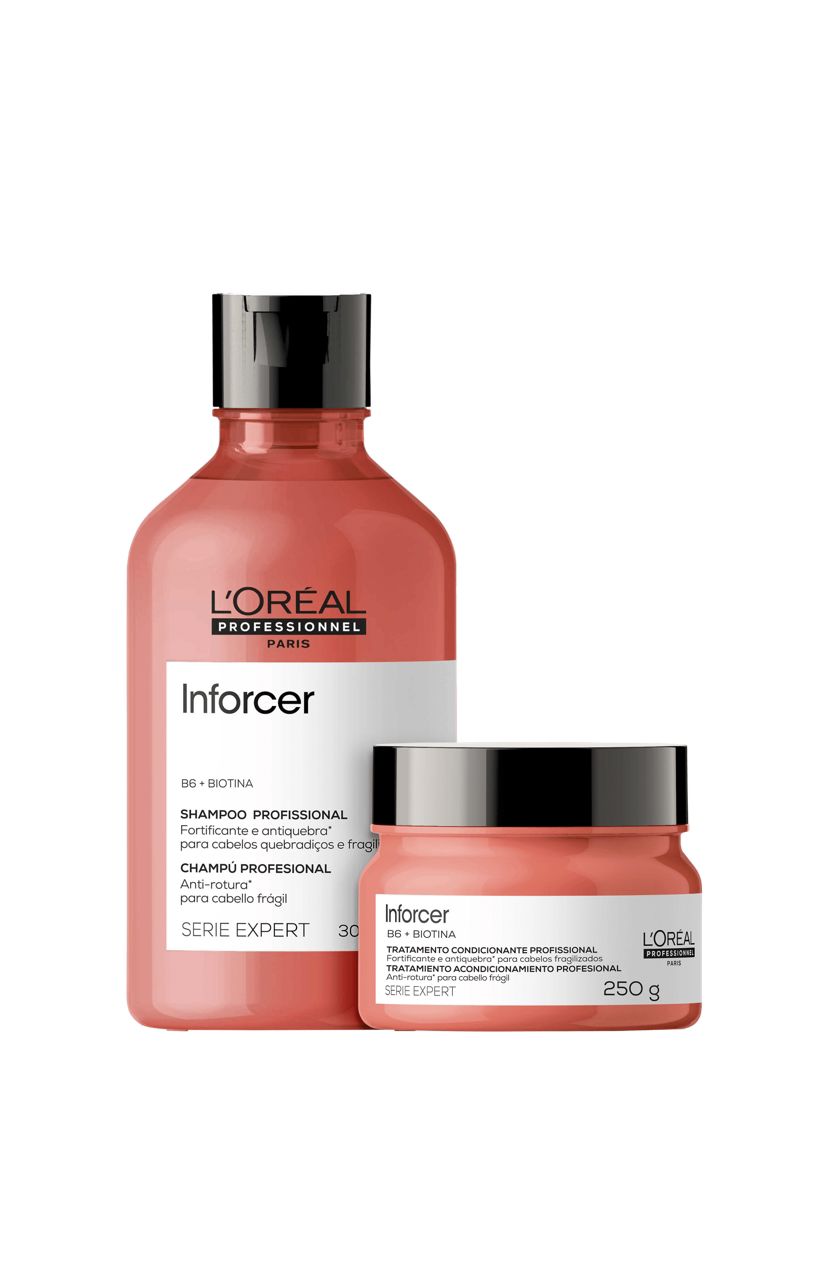 L'ORÉAL
PROFESSIONNEL
PARIS
Inforcer
B6 + BIOTINA
SHAMPOO PROFISSIONAL
Fortificante e antiquebra*
para cabelos quebradiços e
CHAMPÚ PROFESIONAL
Anti-rotura*
para cabello frágil
SERIE EXPERT
Inforcer
B6 + BIOTINA
TRATAMENTO CONDICIONANTE PROFISSIONAL
Fortificante e antiquebra* para cabelos fragilizados
TRATAMIENTO ACONDICIONAMIENTO PROFESIONAL
Anti-rotura* para cabello frágil
SERIE EXPERT
250 g
L'ORÉAL
PROFESSIONNEL
PARIS